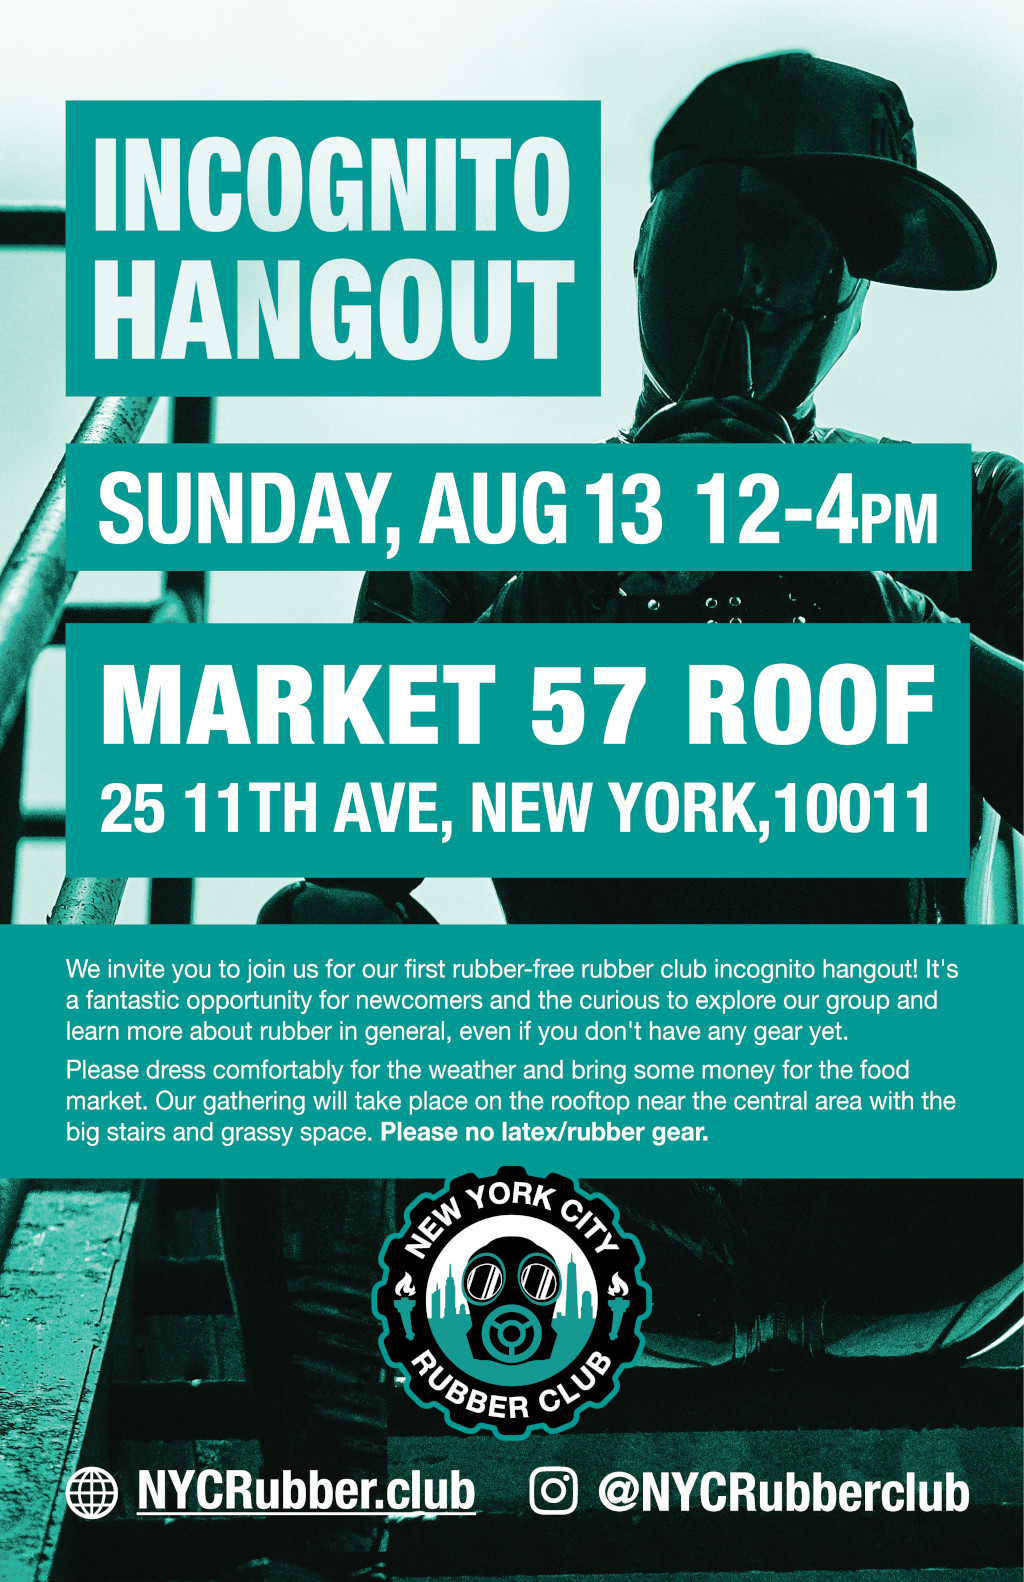 INCOGNITO
HANGOUT
SUNDAY, AUG 13 12-4PM
MARKET 57 ROOF
25 11TH AVE, NEW YORK,10011
We invite you to join us for our first rubber-free rubber club incognito hangout! It's
a fantastic opportunity for newcomers and the curious to explore our group and
learn more about rubber in general, even if you don't have any gear yet.
Please dress comfortably for the weather and bring some money for the food
market. Our gathering will take place on the rooftop near the central area with the
big stairs and grassy space. Please no latex/rubber gear.
NEW YORK CITY
RUBBER CLUB
NYCRubber.club
@NYCRubberclub